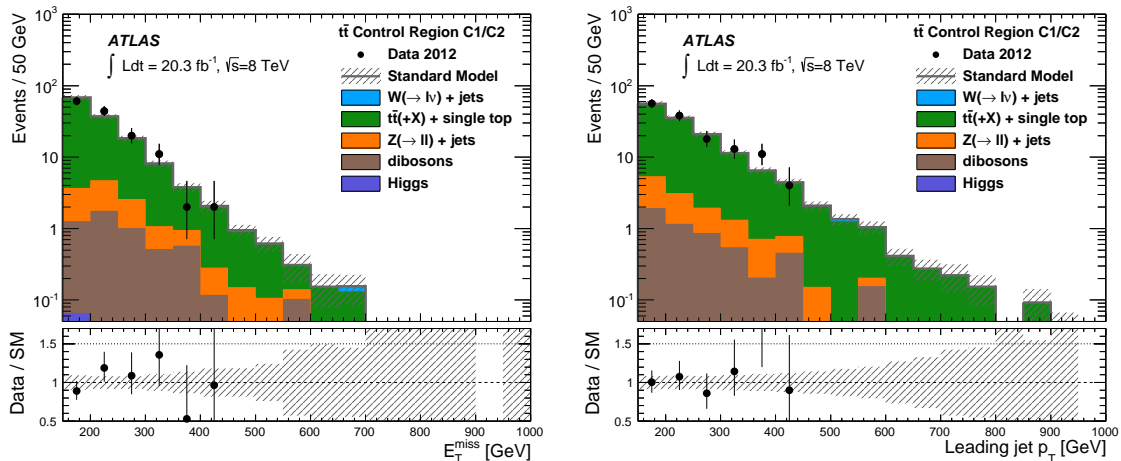 Events / 50 GeV
10³
10²
10
1
10⁻¹
ATLAS
∫ Ldt = 20.3 fb⁻¹, √s=8 TeV
tt̄ Control Region C1/C2
Data 2012
Standard Model
W(→ lν) + jets
tt̄(+X) + single top
Z(→ ll) + jets
dibosons
Higgs
Data / SM
1.5
1
0.5
200 300 400 500 600 700 800 900 1000
E_T^miss [GeV]
Events / 50 GeV
10³
10²
10
1
10⁻¹
ATLAS
∫ Ldt = 20.3 fb⁻¹, √s=8 TeV
tt̄ Control Region C1/C2
Data 2012
Standard Model
W(→ lν) + jets
tt̄(+X) + single top
Z(→ ll) + jets
dibosons
Higgs
Data / SM
1.5
1
0.5
200 300 400 500 600 700 800 900 1000
Leading jet p_T [GeV]